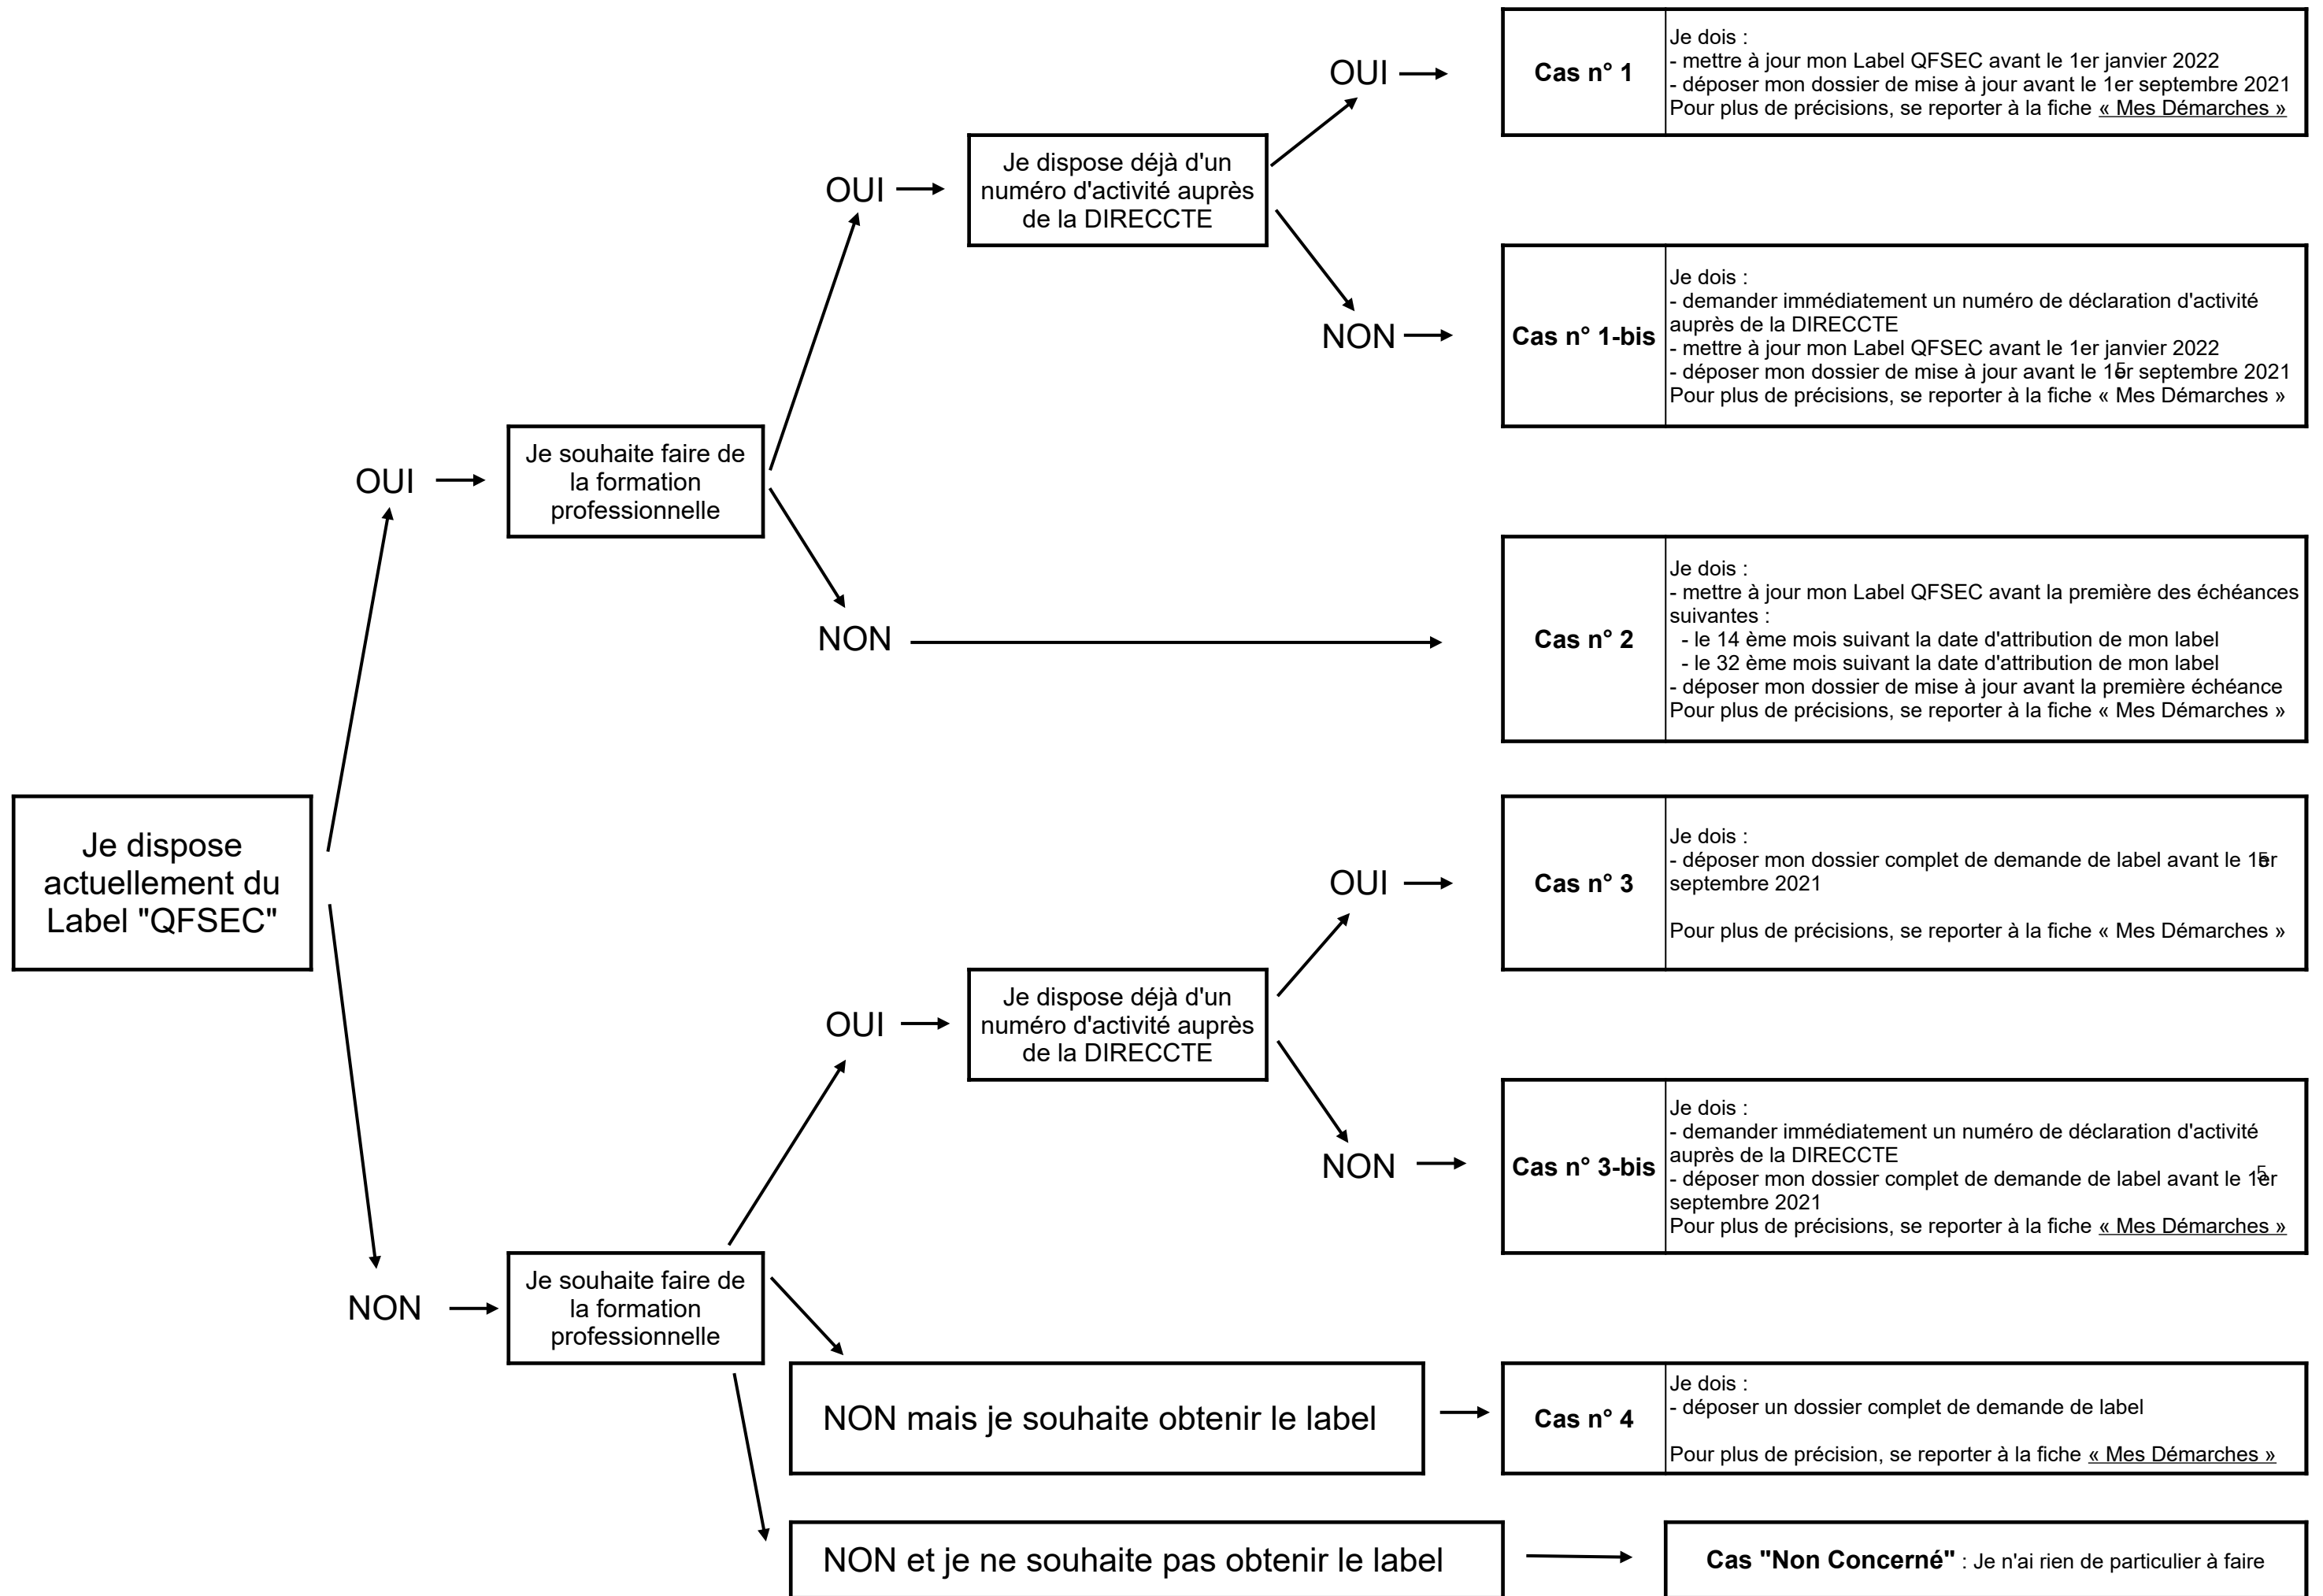 OUI
Cas n° 1
Je dois :
- mettre à jour mon Label QFSEC avant le 1er janvier 2022
- déposer mon dossier de mise à jour avant le 1er septembre 2021
Pour plus de précisions, se reporter à la fiche « Mes Démarches »
OUI
Je dispose déjà d'un
numéro d'activité auprès
de la DIRECCTE
NON
Cas n° 1-bis
Je dois :
- demander immédiatement un numéro de déclaration d'activité
auprès de la DIRECCTE
- mettre à jour mon Label QFSEC avant le 1er janvier 2022
- déposer mon dossier de mise à jour avant le 1er septembre 2021
5
Pour plus de précisions, se reporter à la fiche « Mes Démarches »
OUI
Je souhaite faire de
la formation
professionnelle
NON
Cas n° 2
Je dois :
- mettre à jour mon Label QFSEC avant la première des échéances
suivantes :
- le 14 ème mois suivant la date d'attribution de mon label
- le 32 ème mois suivant la date d'attribution de mon label
- déposer mon dossier de mise à jour avant la première échéance
Pour plus de précisions, se reporter à la fiche « Mes Démarches »
Je dispose
actuellement du
Label "QFSEC"
OUI
Cas n° 3
Je dois :
- déposer mon dossier complet de demande de label avant le 1er
5
septembre 2021
Pour plus de précisions, se reporter à la fiche « Mes Démarches »
OUI
Je dispose déjà d'un
numéro d'activité auprès
de la DIRECCTE
NON
Cas n° 3-bis
Je dois :
- demander immédiatement un numéro de déclaration d'activité
auprès de la DIRECCTE
- déposer mon dossier complet de demande de label avant le 1er
5
septembre 2021
Pour plus de précisions, se reporter à la fiche « Mes Démarches »
NON
Je souhaite faire de
la formation
professionnelle
NON mais je souhaite obtenir le label
Cas n° 4
Je dois :
- déposer un dossier complet de demande de label
Pour plus de précision, se reporter à la fiche « Mes Démarches »
NON et je ne souhaite pas obtenir le label
Cas "Non Concerné" : Je n'ai rien de particulier à faire